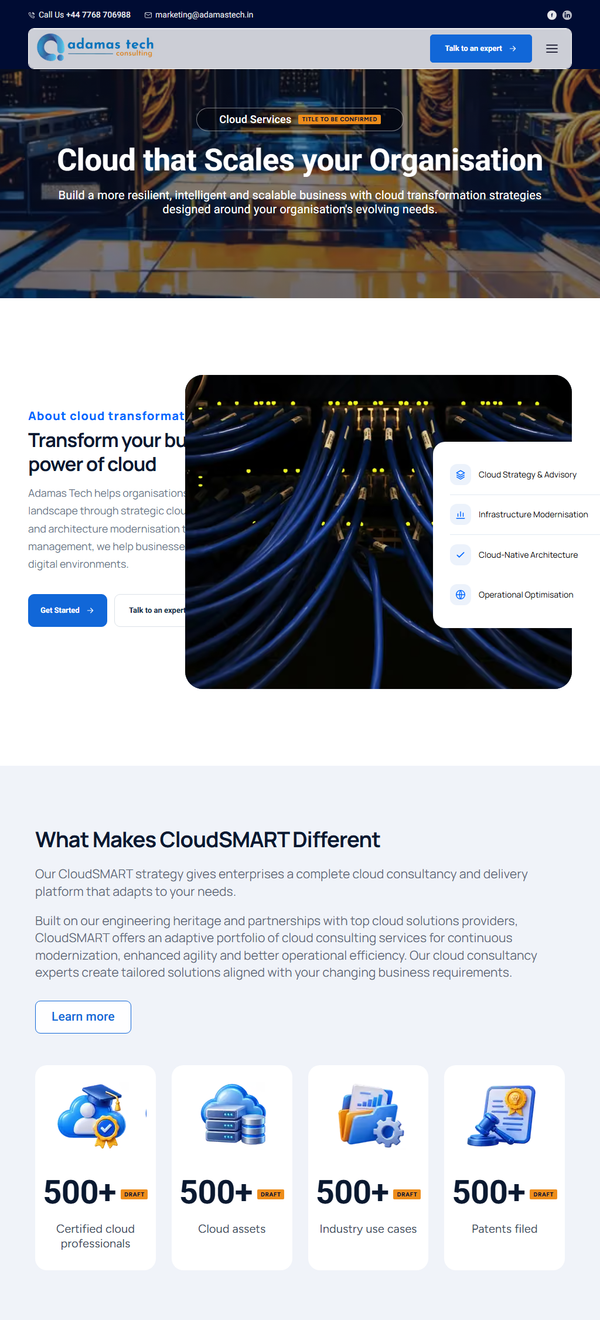 Call Us +44 7768 706988
marketing@adamastech.in
adamas tech
consulting
Talk to an expert
Cloud Services TITLE TO BE CONFIRMED
Cloud that Scales your Organisation
Build a more resilient, intelligent and scalable business with cloud transformation strategies
designed around your organisation's evolving needs.
About cloud transformat
Transform your bu
power of cloud
Adamas Tech helps organisations
landscape through strategic clou
and architecture modernisation t
management, we help businesse
digital environments.
Get Started
Talk to an expert
Cloud Strategy & Advisory
Infrastructure Modernisation
Cloud-Native Architecture
Operational Optimisation
What Makes CloudSMART Different
Our CloudSMART strategy gives enterprises a complete cloud consultancy and delivery
platform that adapts to your needs.
Built on our engineering heritage and partnerships with top cloud solutions providers,
CloudSMART offers an adaptive portfolio of cloud consulting services for continuous
modernization, enhanced agility and better operational efficiency. Our cloud consultancy
experts create tailored solutions aligned with your changing business requirements.
Learn more
500+ DRAFT
Certified cloud
professionals
500+ DRAFT
Cloud assets
500+ DRAFT
Industry use cases
500+ DRAFT
Patents filed